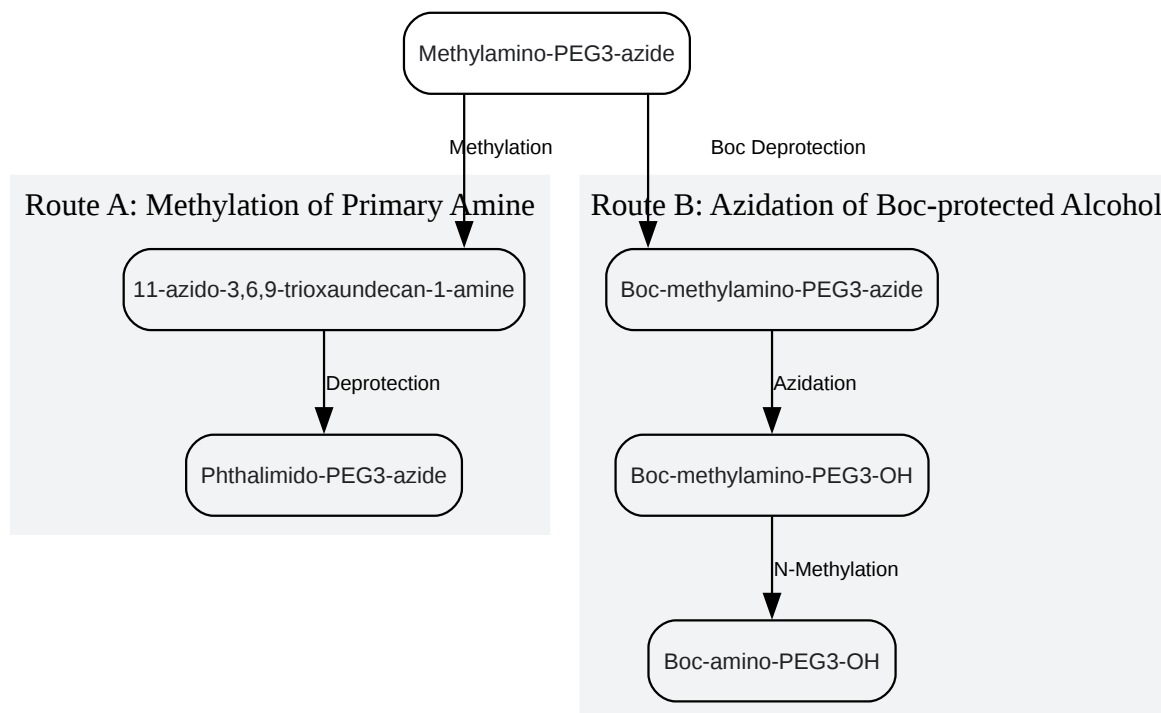 Methylamino-PEG3-azide
Methylation
Boc Deprotection
Route A: Methylation of Primary Amine
Route B: Azidation of Boc-protected Alcohol
11-azido-3,6,9-trioxaundecan-1-amine
Boc-methylamino-PEG3-azide
Deprotection
Azidation
Phthalimido-PEG3-azide
Boc-methylamino-PEG3-OH
N-Methylation
Boc-amino-PEG3-OH